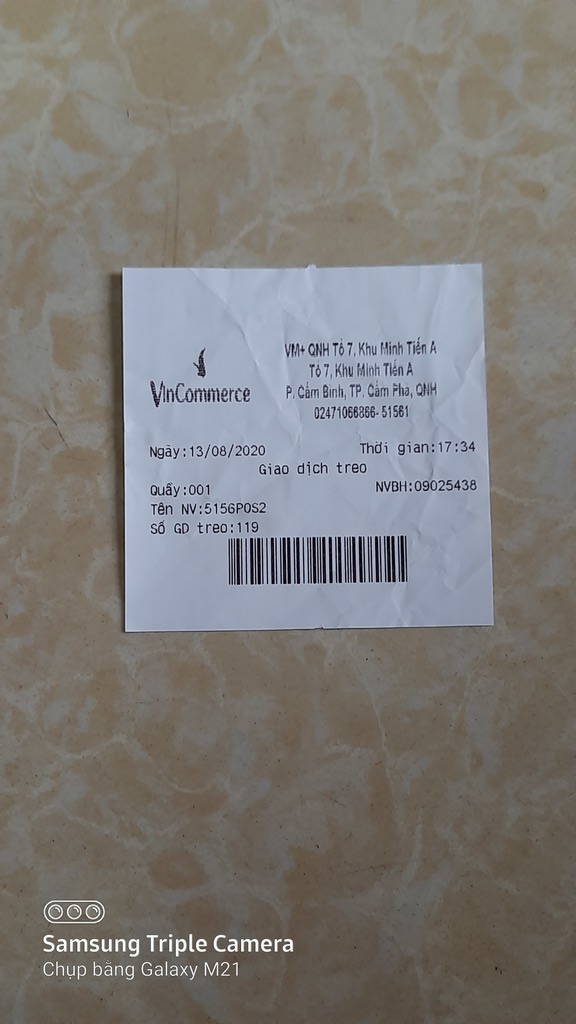 VinCommerce
VM+ QNH Tổ 7, Khu Minh Tiến A
Tổ 7, Khu Minh Tiến A
P. Cẩm Bình, TP. Cẩm Phả, QNH
02471066866-51561
Ngày:13/08/2020 Thời gian:17:34
Giao dịch treo
Quầy:001 NVBH:09025438
Tên NV:5156POS2
Số GD treo:119
Samsung Triple Camera
Chụp bằng Galaxy M21